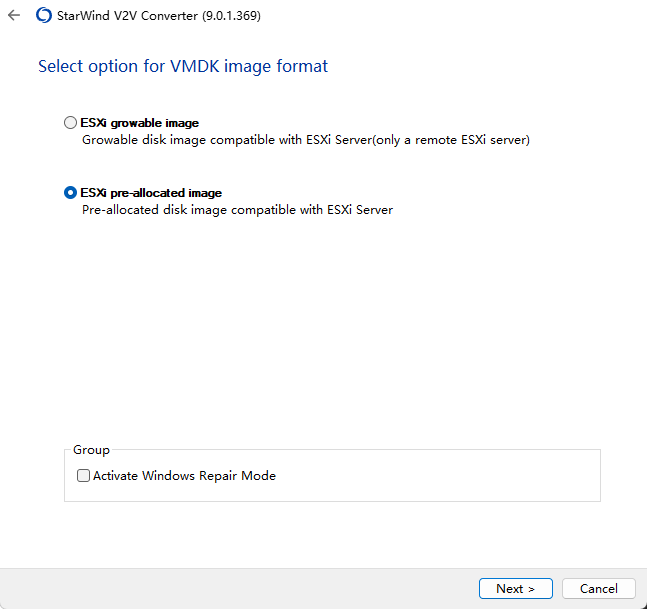 StarWind V2V Converter (9.0.1.369)
Select option for VMDK image format
ESXi growable image
Growable disk image compatible with ESXi Server(only a remote ESXi server)
ESXi pre-allocated image
Pre-allocated disk image compatible with ESXi Server
Group
Activate Windows Repair Mode
Next >
Cancel